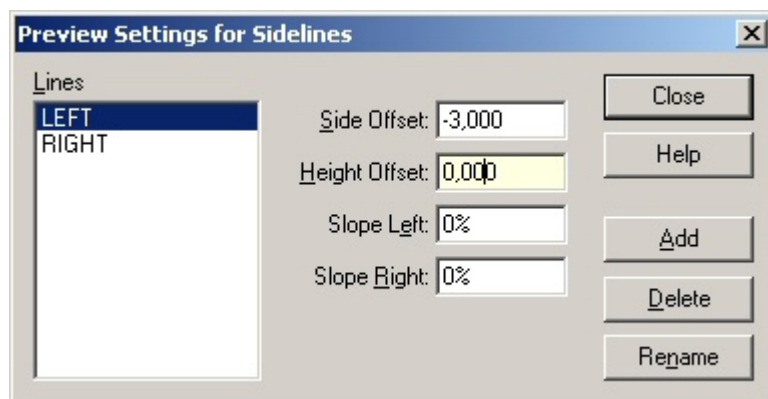 Preview Settings for Sidelines
Lines
LEFT
RIGHT
Side Offset: -3,000
Height Offset: 0,000
Slope Left: 0%
Slope Right: 0%
Close
Help
Add
Delete
Rename